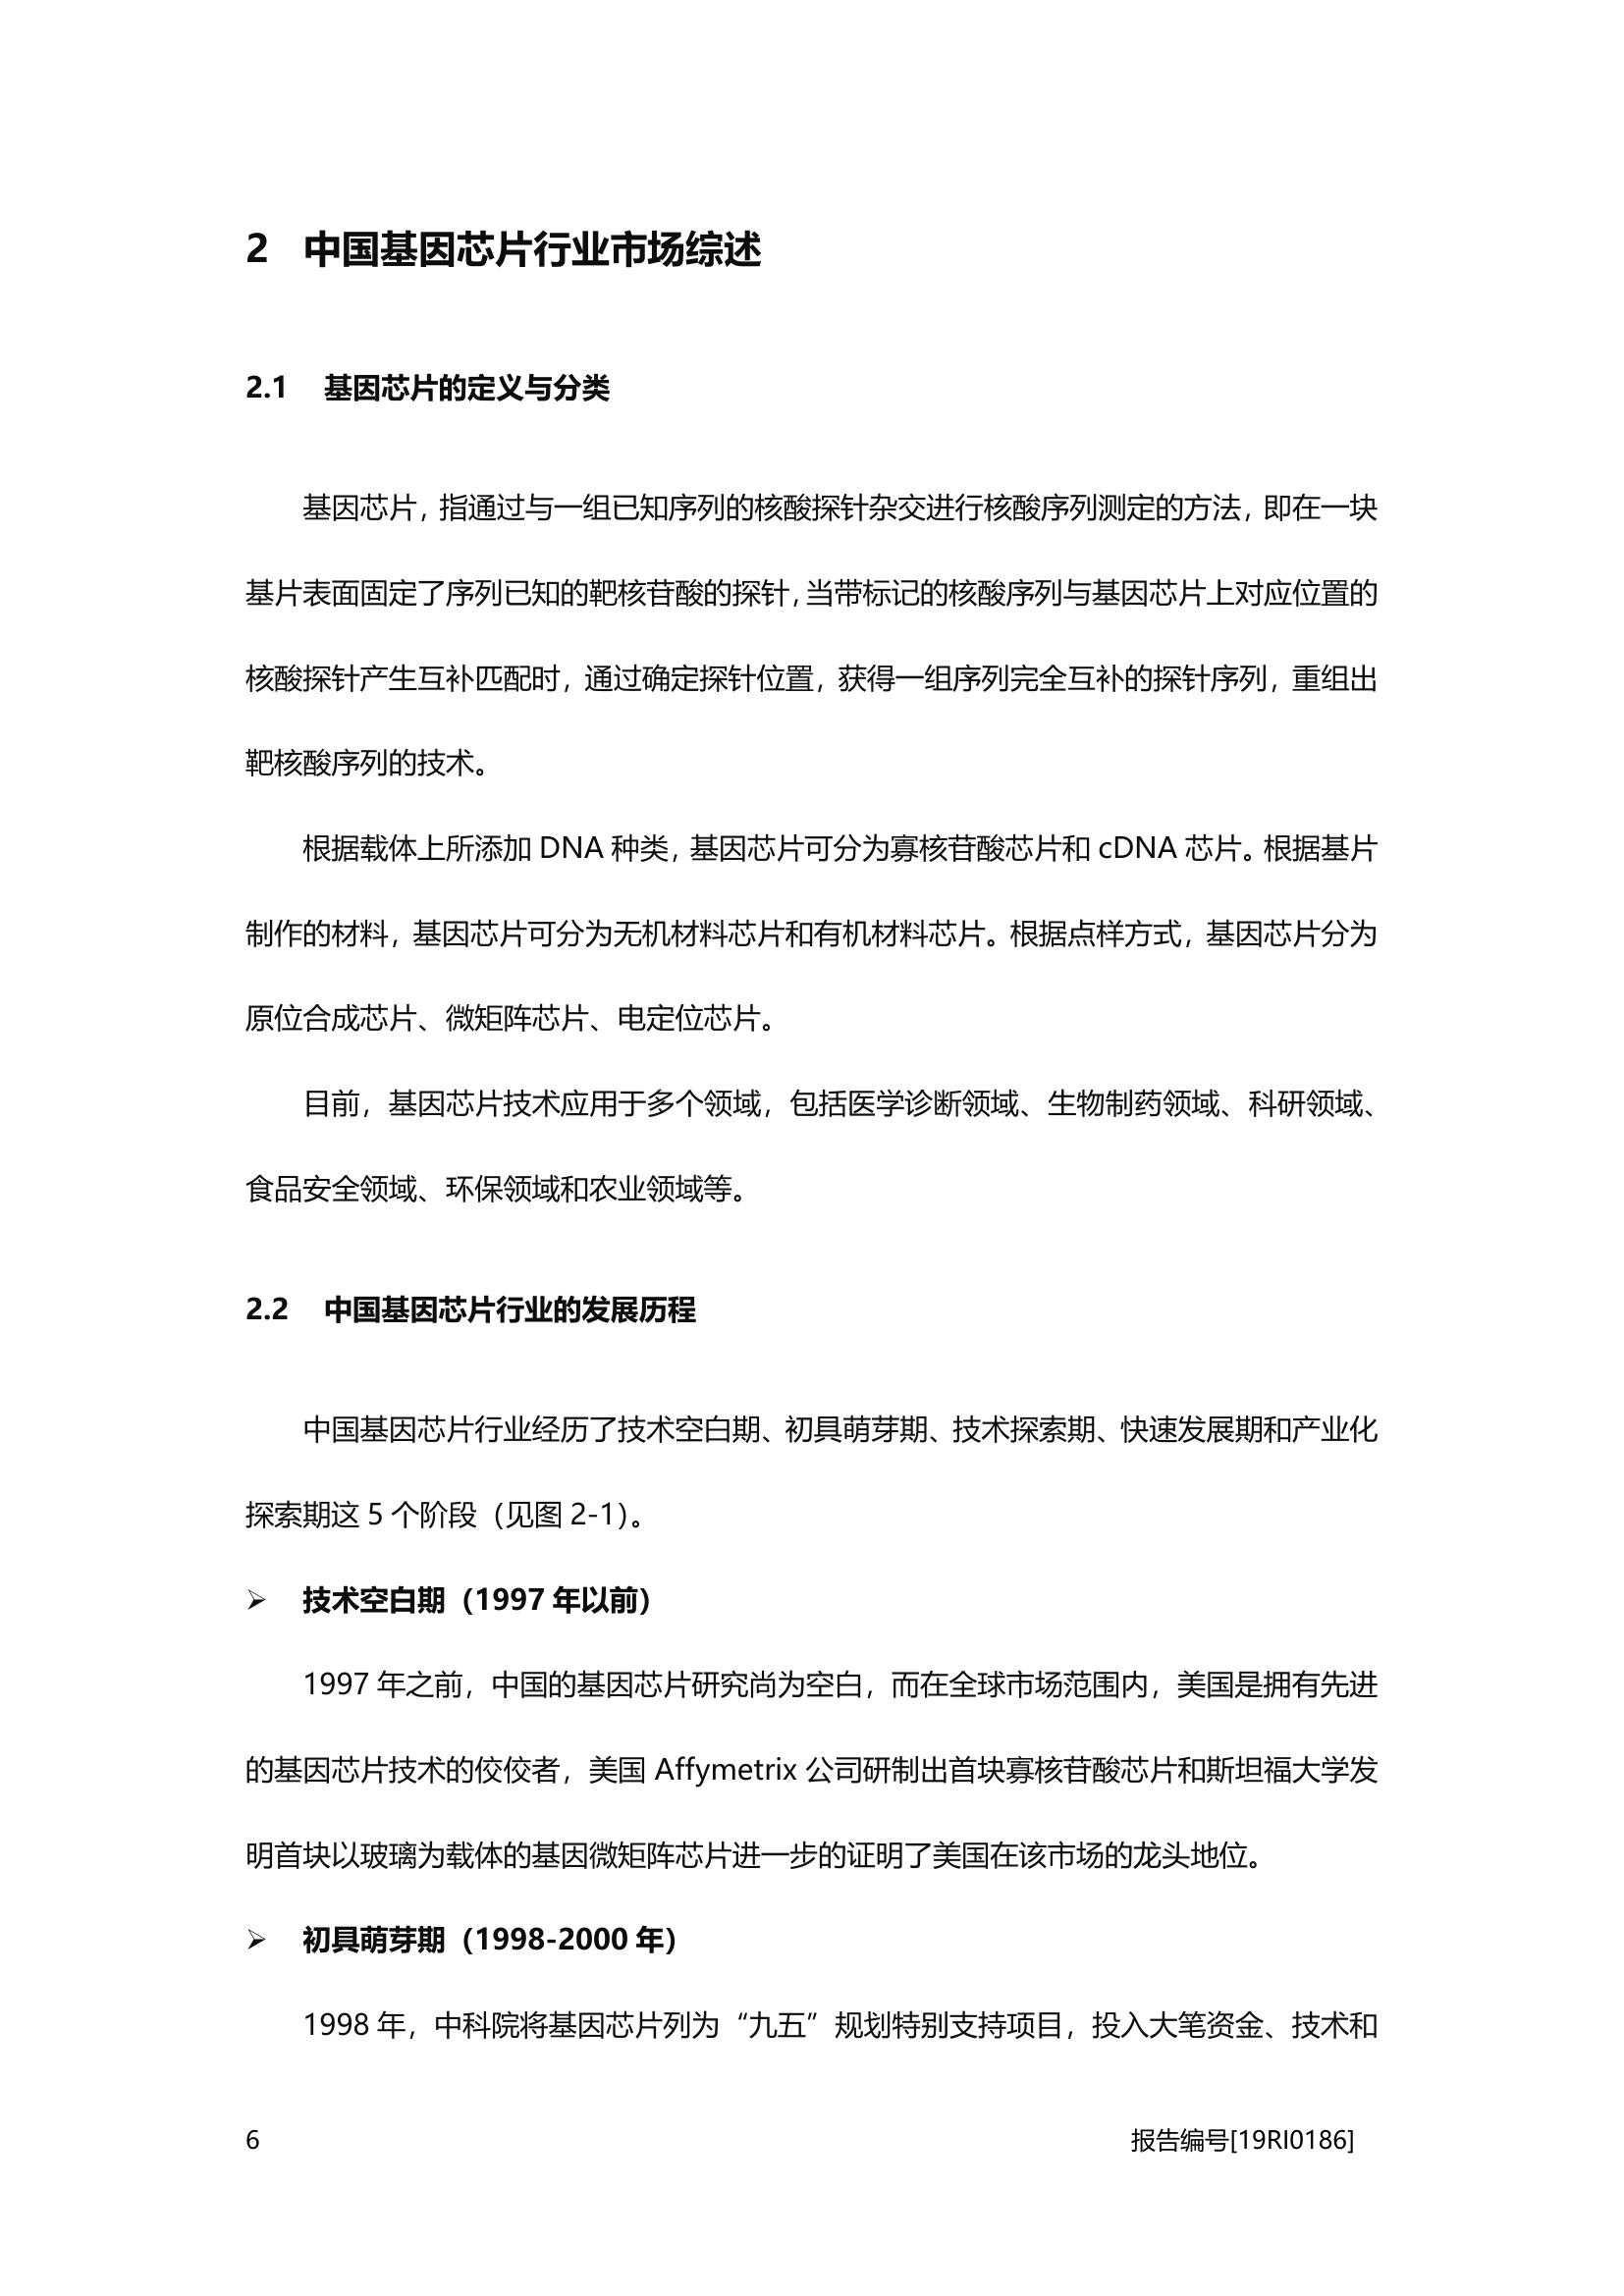 2 中国基因芯片行业市场综述
2.1 基因芯片的定义与分类
基因芯片，指通过与一组已知序列的核酸探针杂交进行核酸序列测定的方法，即在一块
基片表面固定了序列已知的靶核苷酸的探针，当带标记的核酸序列与基因芯片上对应位置的
核酸探针产生互补匹配时，通过确定探针位置，获得一组序列完全互补的探针序列，重组出
靶核酸序列的技术。
根据载体上所添加 DNA 种类，基因芯片可分为寡核苷酸芯片和 cDNA 芯片。根据基片
制作的材料，基因芯片可分为无机材料芯片和有机材料芯片。根据点样方式，基因芯片分为
原位合成芯片、微矩阵芯片、电定位芯片。
目前，基因芯片技术应用于多个领域，包括医学诊断领域、生物制药领域、科研领域、
食品安全领域、环保领域和农业领域等。
2.2 中国基因芯片行业的发展历程
中国基因芯片行业经历了技术空白期、初具萌芽期、技术探索期、快速发展期和产业化
探索期这 5 个阶段（见图 2-1）。
➢ 技术空白期（1997 年以前）
1997 年之前，中国的基因芯片研究尚为空白，而在全球市场范围内，美国是拥有先进
的基因芯片技术的佼佼者，美国 Affymetrix 公司研制出首块寡核苷酸芯片和斯坦福大学发
明首块以玻璃为载体的基因微矩阵芯片进一步的证明了美国在该市场的龙头地位。
➢ 初具萌芽期（1998-2000 年）
1998 年，中科院将基因芯片列为“九五”规划特别支持项目，投入大笔资金、技术和
6 报告编号[19RI0186]